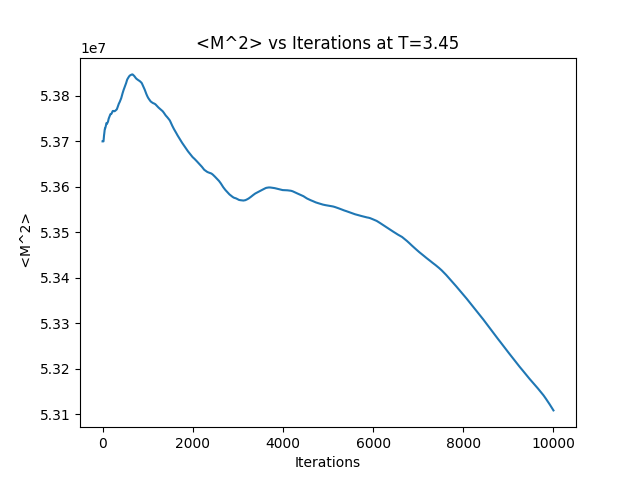 <M^2> vs Iterations at T=3.45
1e7
5.38
5.37
5.36
5.35
5.34
5.33
5.32
5.31
<M^2>
0 2000 4000 6000 8000 10000
Iterations